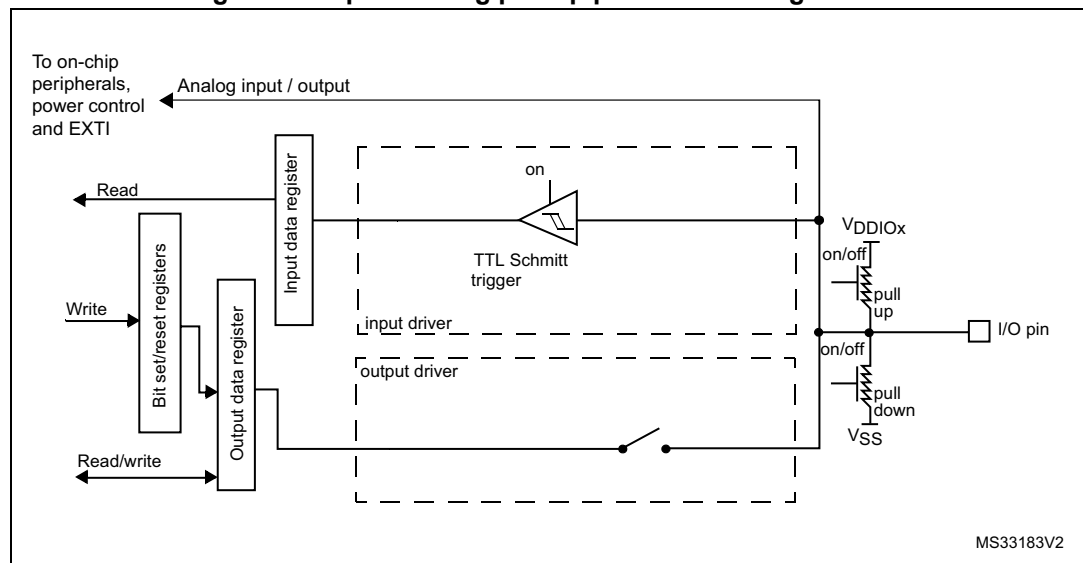 To on-chip
peripherals,
power control
and EXTI
Analog input / output
Read
Input data register
on
TTL Schmitt
trigger
input driver
Write
Bit set/reset registers
Output data register
Read/write
output driver
VDDIOx
on/off
pull
up
I/O pin
on/off
pull
down
VSS
MS33183V2